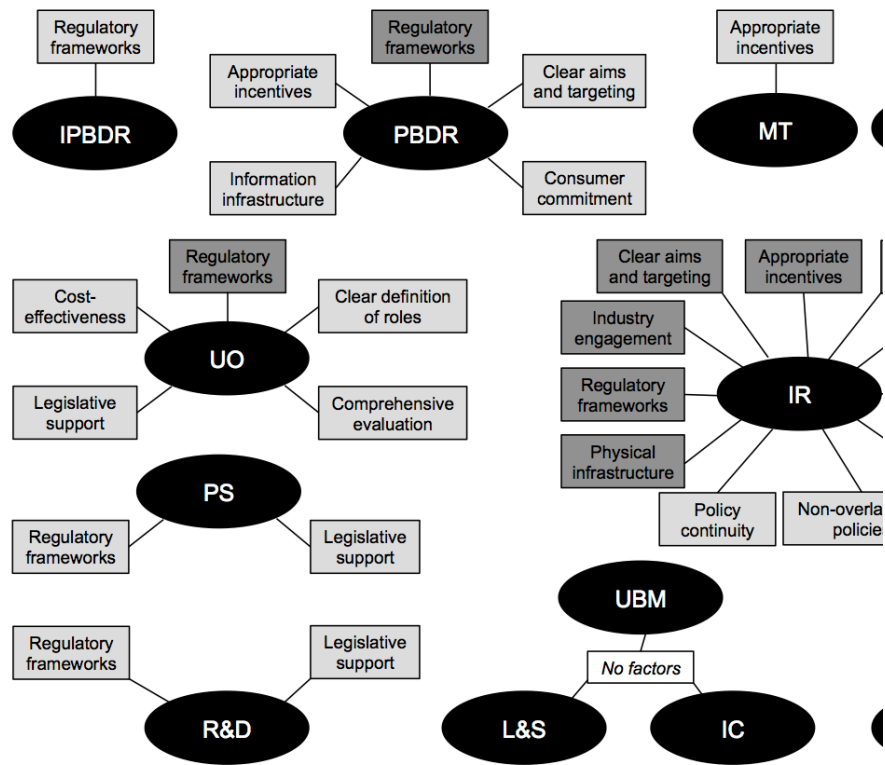 Regulatory
frameworks
IPBDR
Regulatory
frameworks
Appropriate
incentives
Clear aims
and targeting
PBDR
Information
infrastructure
Consumer
commitment
Appropriate
incentives
MT
Regulatory
frameworks
Cost-
effectiveness
Clear definition
of roles
UO
Legislative
support
Comprehensive
evaluation
Clear aims
and targeting
Appropriate
incentives
Industry
engagement
Regulatory
frameworks
IR
Physical
infrastructure
Policy
continuity
Non-overla
policies
PS
Regulatory
frameworks
Legislative
support
UBM
No factors
L&S
IC
Regulatory
frameworks
Legislative
support
R&D